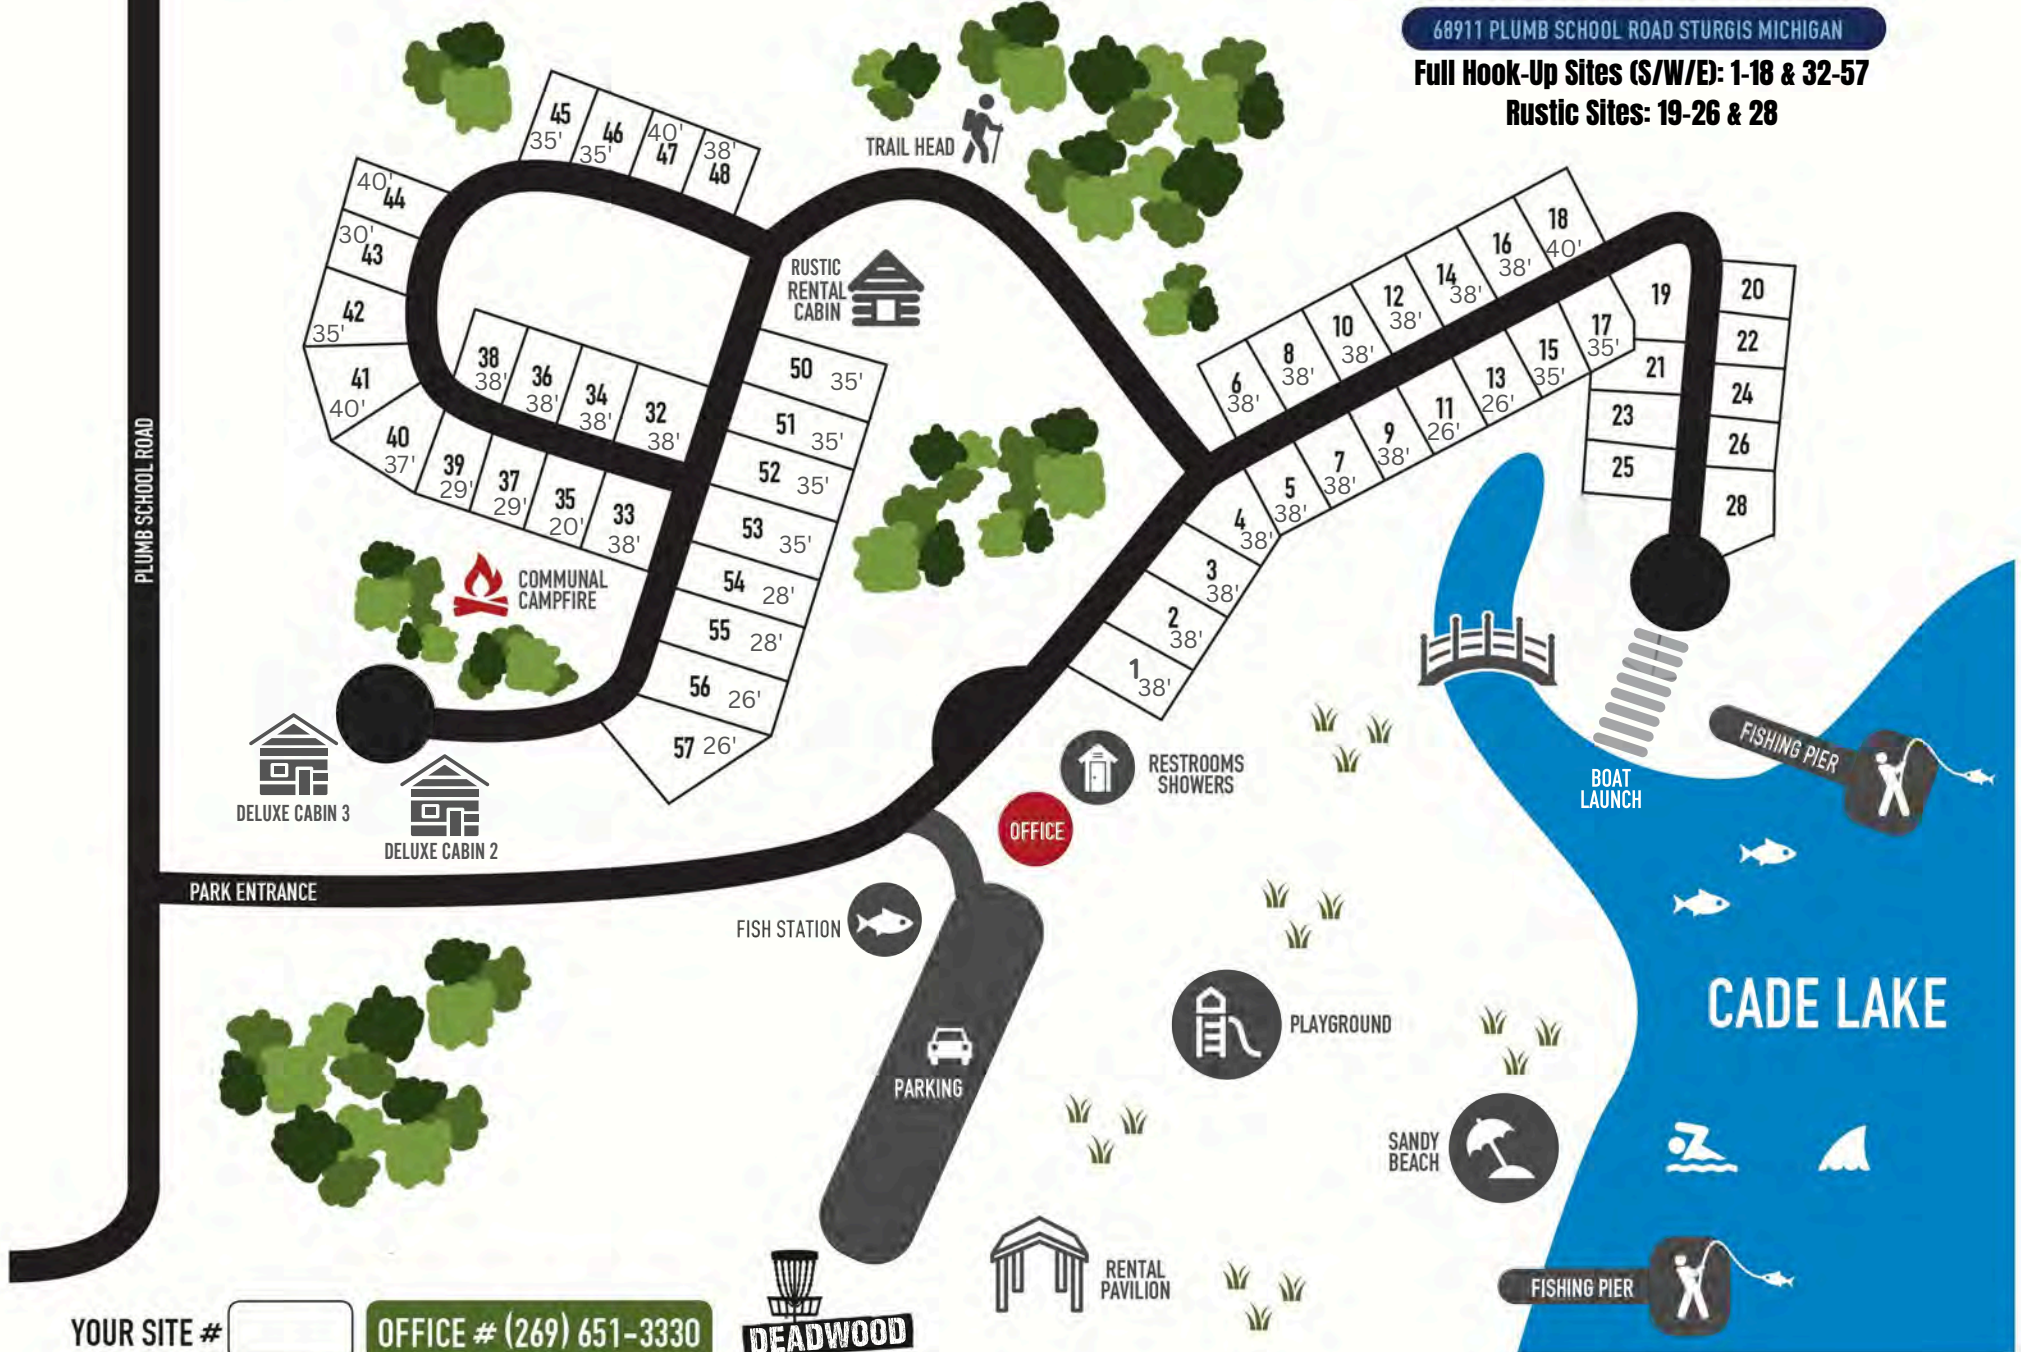 68911 PLUMB SCHOOL ROAD STURGIS MICHIGAN
Full Hook-Up Sites (S/W/E): 1-18 & 32-57
Rustic Sites: 19-26 & 28
TRAIL HEAD
45
35'
46
35'
40'
47
38'
48
40'
44
30'
43
42
35'
41
40'
40
37'
39
29'
37
29'
35
20'
33
38'
38
38'
36
38'
34
38'
32
38'
RUSTIC
RENTAL
CABIN
50 35'
51 35'
52 35'
53 35'
54 28'
55 28'
56 26'
57 26'
18
40'
16
38'
14
38'
12
38'
10
38'
8
38'
6
38'
17
35'
15
35'
13
26'
11
26'
9
38'
7
38'
5
38'
4
38'
3
38'
2
38'
1
38'
19
20
21
22
23
24
25
26
28
PLUMB SCHOOL ROAD
COMMUNAL
CAMPFIRE
DELUXE CABIN 3
DELUXE CABIN 2
PARK ENTRANCE
RESTROOMS
SHOWERS
OFFICE
FISH STATION
PARKING
PLAYGROUND
SANDY
BEACH
BOAT
LAUNCH
FISHING PIER
CADE LAKE
FISHING PIER
RENTAL
PAVILION
YOUR SITE #
OFFICE # (269) 651-3330
DEADWOOD